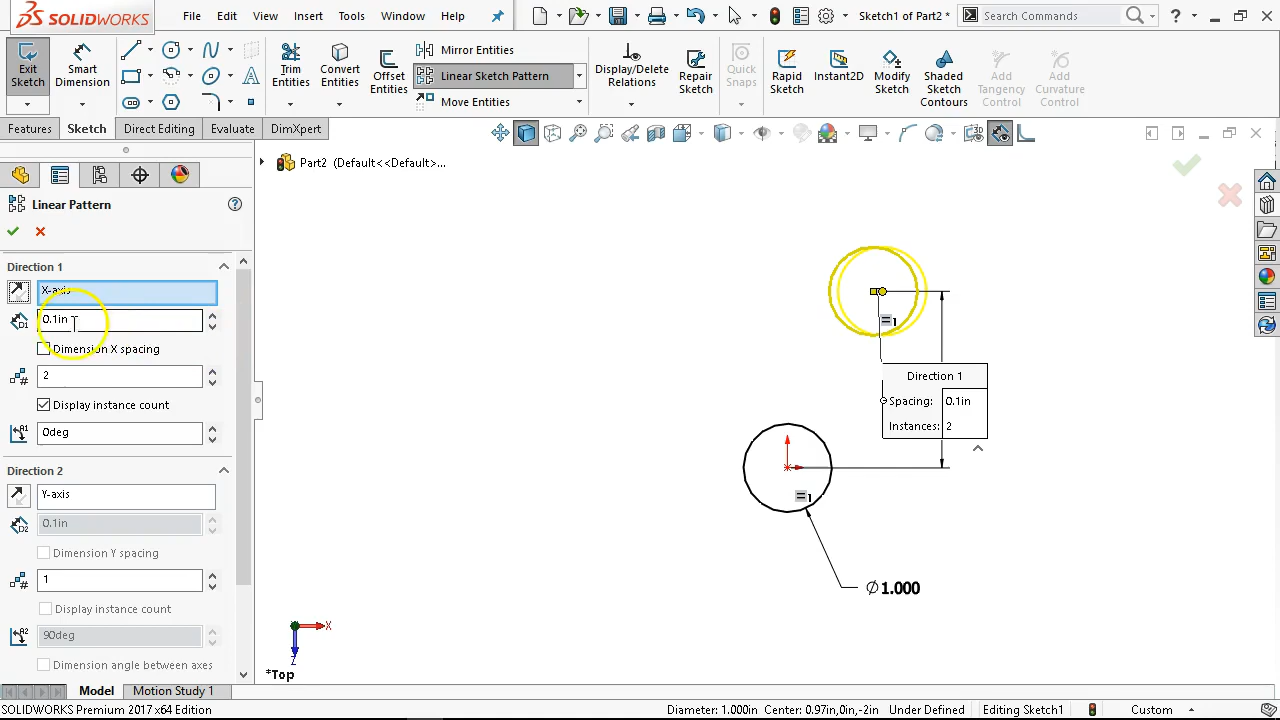 SOLIDWORKS File Edit View Insert Tools Window Help Sketch1 of Part2 * Search Commands ?
Exit Sketch
Smart Dimension
Trim Entities
Convert Entities
Offset Entities
Mirror Entities
Linear Sketch Pattern
Move Entities
Display/Delete Relations
Repair Sketch
Quick Snaps
Rapid Sketch
Instant2D
Modify Sketch
Shaded Sketch Contours
Add Tangency Control
Add Curvature Control
Features Sketch Direct Editing Evaluate DimXpert
Part2 (Default<<Default>...
Linear Pattern
Direction 1
X-axis
0.1in
Dimension X spacing
2
Display instance count
0deg
Direction 2
Y-axis
0.1in
Dimension Y spacing
1
Display instance count
90deg
Dimension angle between axes
=1
Direction 1
Spacing: 0.1in
Instances: 2
=1
Ø1.000
X
Z
*Top
Model Motion Study 1
SOLIDWORKS Premium 2017 x64 Edition Diameter: 1.000in Center: 0.97in,0in,-2in Under Defined Editing Sketch1 Custom